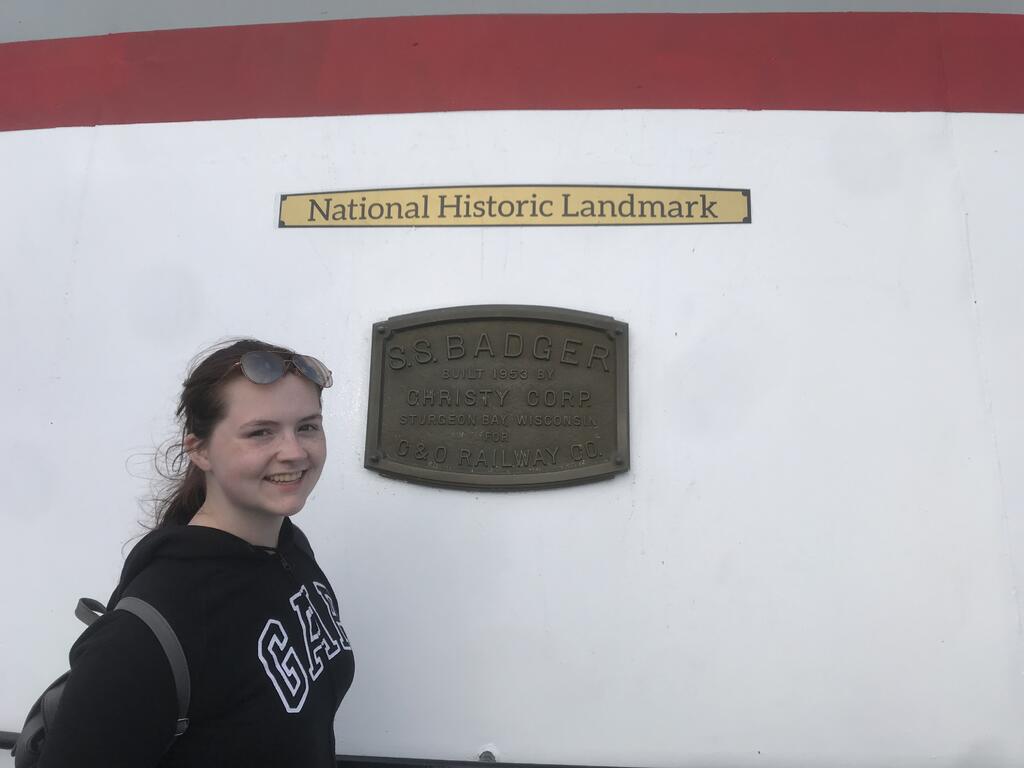 National Historic Landmark
S.S. BADGER
BUILT 1953 BY
CHRISTY CORP.
STURGEON BAY, WISCONSIN
FOR
C & O RAILWAY CO.
GAP